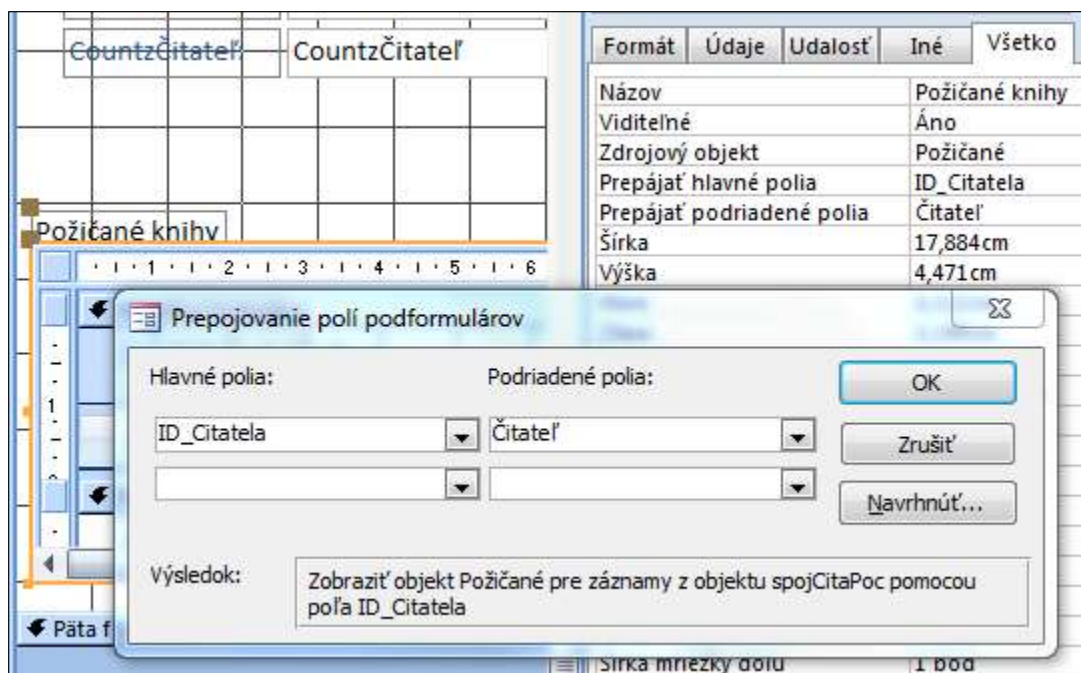 CountzČitateľ:
CountzČitateľ
Požičané knihy
1 2 3 4 5 6
1
Päta f
Formát Údaje Udalosť Iné Všetko
Názov Požičané knihy
Viditeľné Áno
Zdrojový objekt Požičané
Prepájať hlavné polia ID_Citatela
Prepájať podriadené polia Čitateľ
Šírka 17,884cm
Výška 4,471cm
Prepojovanie polí podformulárov
Hlavné polia: Podriadené polia:
ID_Citatela Čitateľ
OK
Zrušiť
Navrhnúť...
Výsledok:
Zobraziť objekt Požičané pre záznamy z objektu spojCitaPoc pomocou
poľa ID_Citatela
Šírka mriežky dolu 1 bod